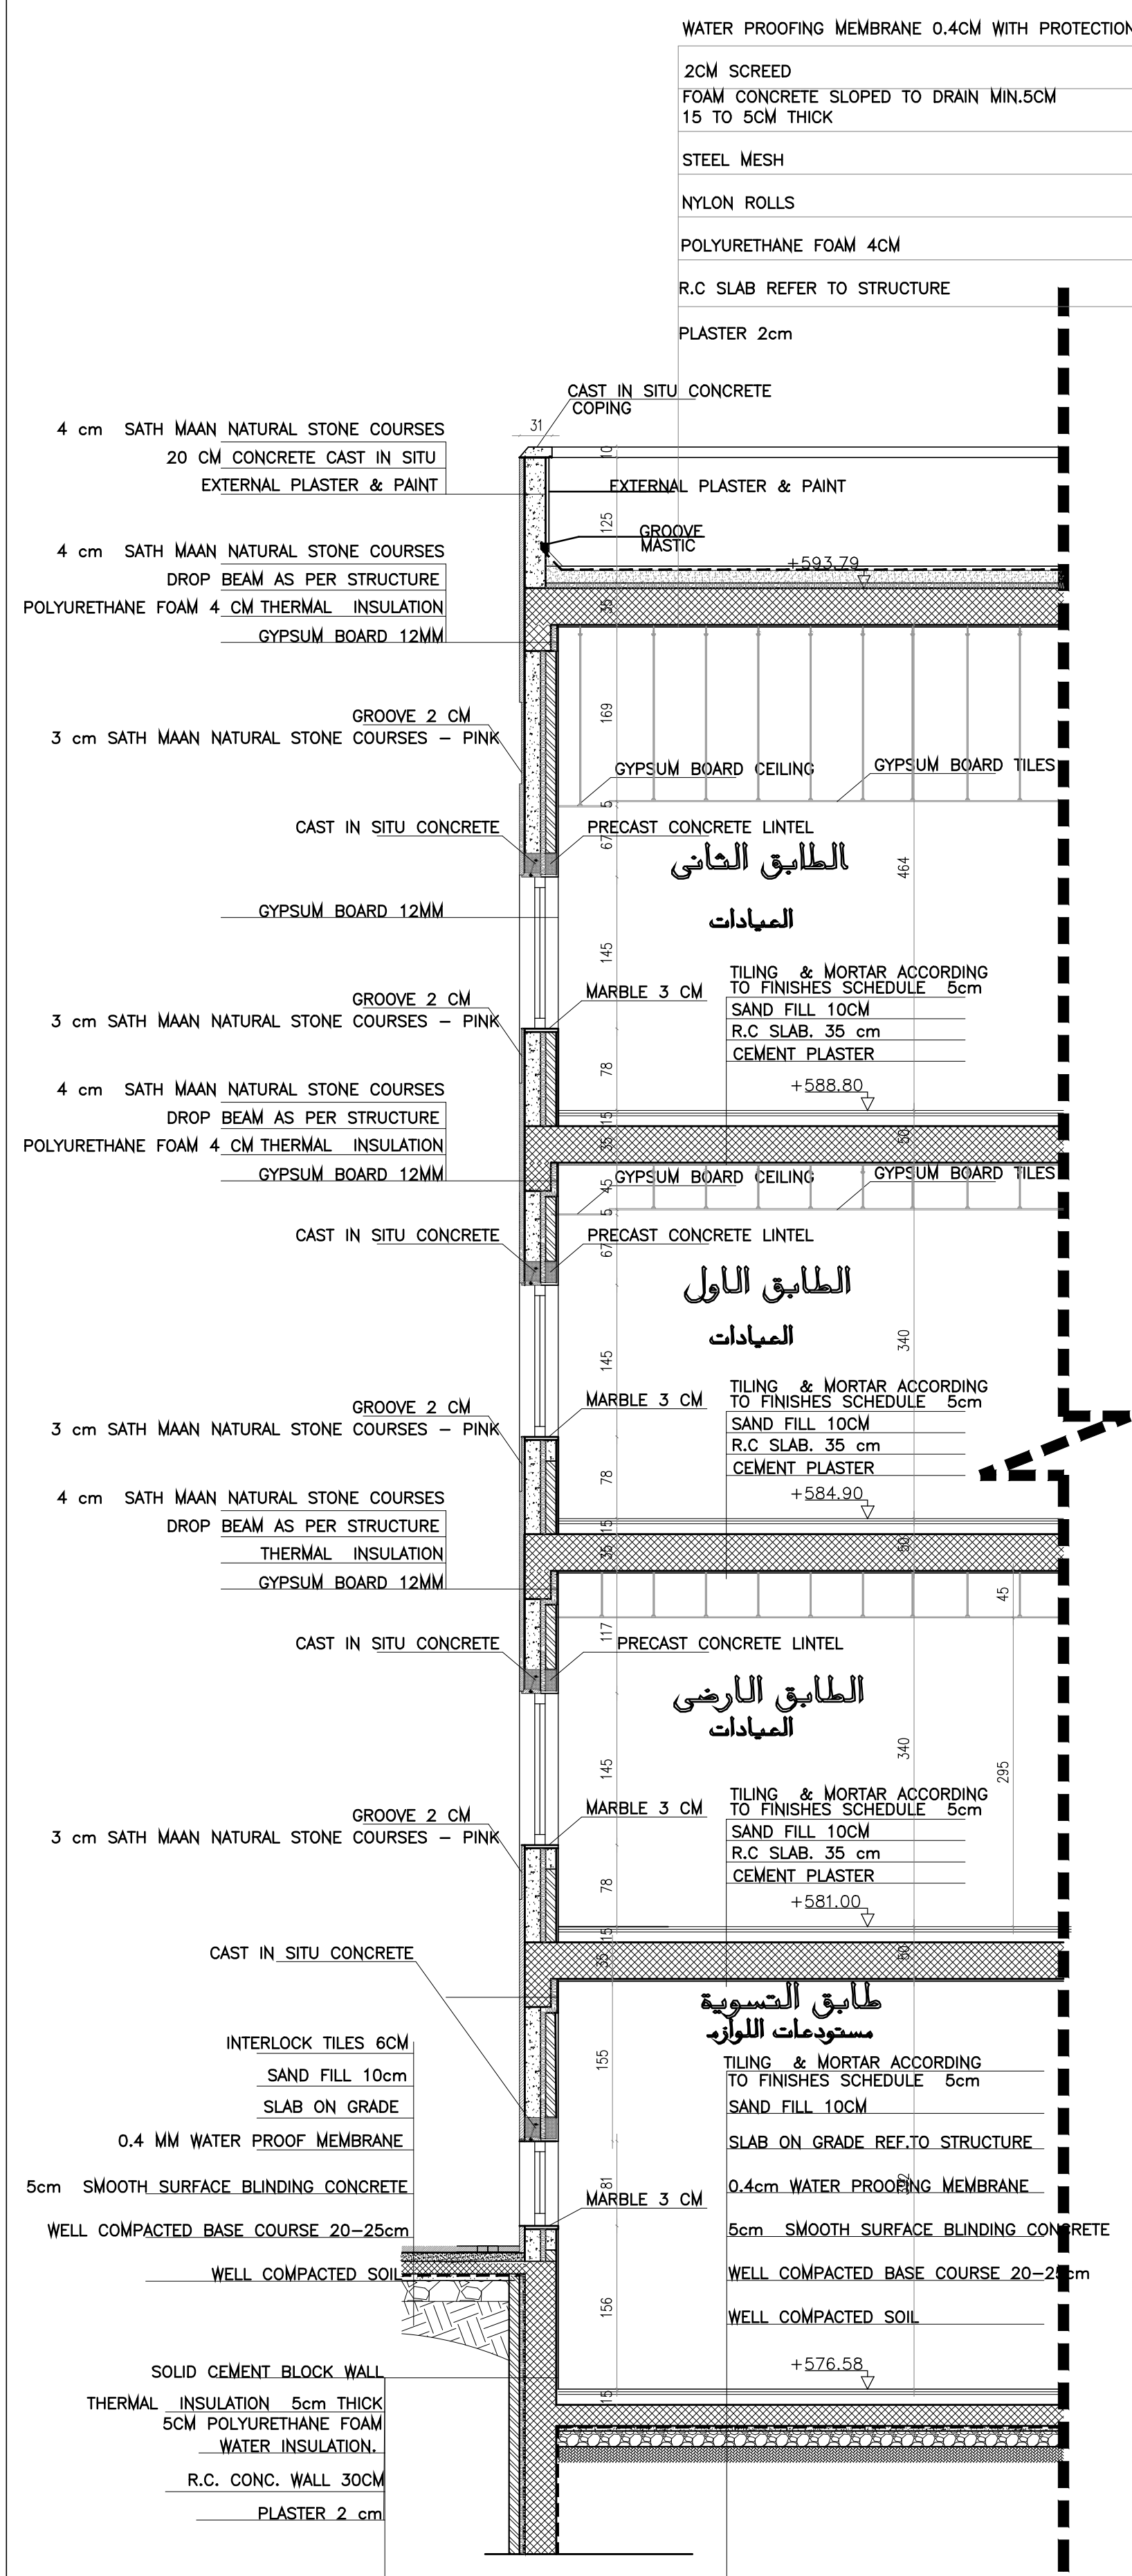 WATER PROOFING MEMBRANE 0.4CM WITH PROTECTION
2CM SCREED
FOAM CONCRETE SLOPED TO DRAIN MIN.5CM
15 TO 5CM THICK
STEEL MESH
NYLON ROLLS
POLYURETHANE FOAM 4CM
R.C SLAB REFER TO STRUCTURE
PLASTER 2cm
CAST IN SITU CONCRETE
COPING
31
10
4 cm SATH MAAN NATURAL STONE COURSES
20 CM CONCRETE CAST IN SITU
EXTERNAL PLASTER & PAINT
EXTERNAL PLASTER & PAINT
125
GROOVE
MASTIC
+593.79
4 cm SATH MAAN NATURAL STONE COURSES
DROP BEAM AS PER STRUCTURE
POLYURETHANE FOAM 4 CM THERMAL INSULATION
GYPSUM BOARD 12MM
35
169
GROOVE 2 CM
3 cm SATH MAAN NATURAL STONE COURSES - PINK
GYPSUM BOARD CEILING
GYPSUM BOARD TILES
5
67
CAST IN SITU CONCRETE
PRECAST CONCRETE LINTEL
الطابق الثاني
464
العيادات
GYPSUM BOARD 12MM
145
TILING & MORTAR ACCORDING
TO FINISHES SCHEDULE 5cm
SAND FILL 10CM
R.C SLAB. 35 cm
CEMENT PLASTER
MARBLE 3 CM
GROOVE 2 CM
3 cm SATH MAAN NATURAL STONE COURSES - PINK
78
+588.80
15
35
50
4 cm SATH MAAN NATURAL STONE COURSES
DROP BEAM AS PER STRUCTURE
POLYURETHANE FOAM 4 CM THERMAL INSULATION
GYPSUM BOARD 12MM
GYPSUM BOARD CEILING
GYPSUM BOARD TILES
45
5
67
CAST IN SITU CONCRETE
PRECAST CONCRETE LINTEL
الطابق الاول
العيادات
340
145
TILING & MORTAR ACCORDING
TO FINISHES SCHEDULE 5cm
SAND FILL 10CM
R.C SLAB. 35 cm
CEMENT PLASTER
MARBLE 3 CM
GROOVE 2 CM
3 cm SATH MAAN NATURAL STONE COURSES - PINK
78
+584.90
15
35
50
4 cm SATH MAAN NATURAL STONE COURSES
DROP BEAM AS PER STRUCTURE
THERMAL INSULATION
GYPSUM BOARD 12MM
45
117
CAST IN SITU CONCRETE
PRECAST CONCRETE LINTEL
الطابق الارضي
العيادات
340
295
145
TILING & MORTAR ACCORDING
TO FINISHES SCHEDULE 5cm
SAND FILL 10CM
R.C SLAB. 35 cm
CEMENT PLASTER
MARBLE 3 CM
GROOVE 2 CM
3 cm SATH MAAN NATURAL STONE COURSES - PINK
78
+581.00
15
35
50
CAST IN SITU CONCRETE
طابق التسوية
مستودعات اللوازم
155
INTERLOCK TILES 6CM
SAND FILL 10cm
SLAB ON GRADE
0.4 MM WATER PROOF MEMBRANE
5cm SMOOTH SURFACE BLINDING CONCRETE
WELL COMPACTED BASE COURSE 20-25cm
WELL COMPACTED SOIL
TILING & MORTAR ACCORDING
TO FINISHES SCHEDULE 5cm
SAND FILL 10CM
SLAB ON GRADE REF.TO STRUCTURE
0.4cm WATER PROOFING MEMBRANE
5cm SMOOTH SURFACE BLINDING CONCRETE
WELL COMPACTED BASE COURSE 20-25cm
WELL COMPACTED SOIL
81
MARBLE 3 CM
156
+576.58
15
SOLID CEMENT BLOCK WALL
THERMAL INSULATION 5cm THICK
5CM POLYURETHANE FOAM
WATER INSULATION.
R.C. CONC. WALL 30CM
PLASTER 2 cm